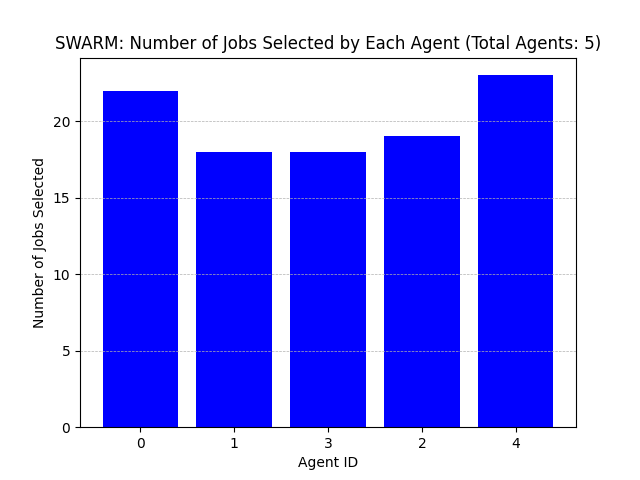 SWARM: Number of Jobs Selected by Each Agent (Total Agents: 5)
Number of Jobs Selected
20
15
10
5
0
0 1 3 2 4
Agent ID